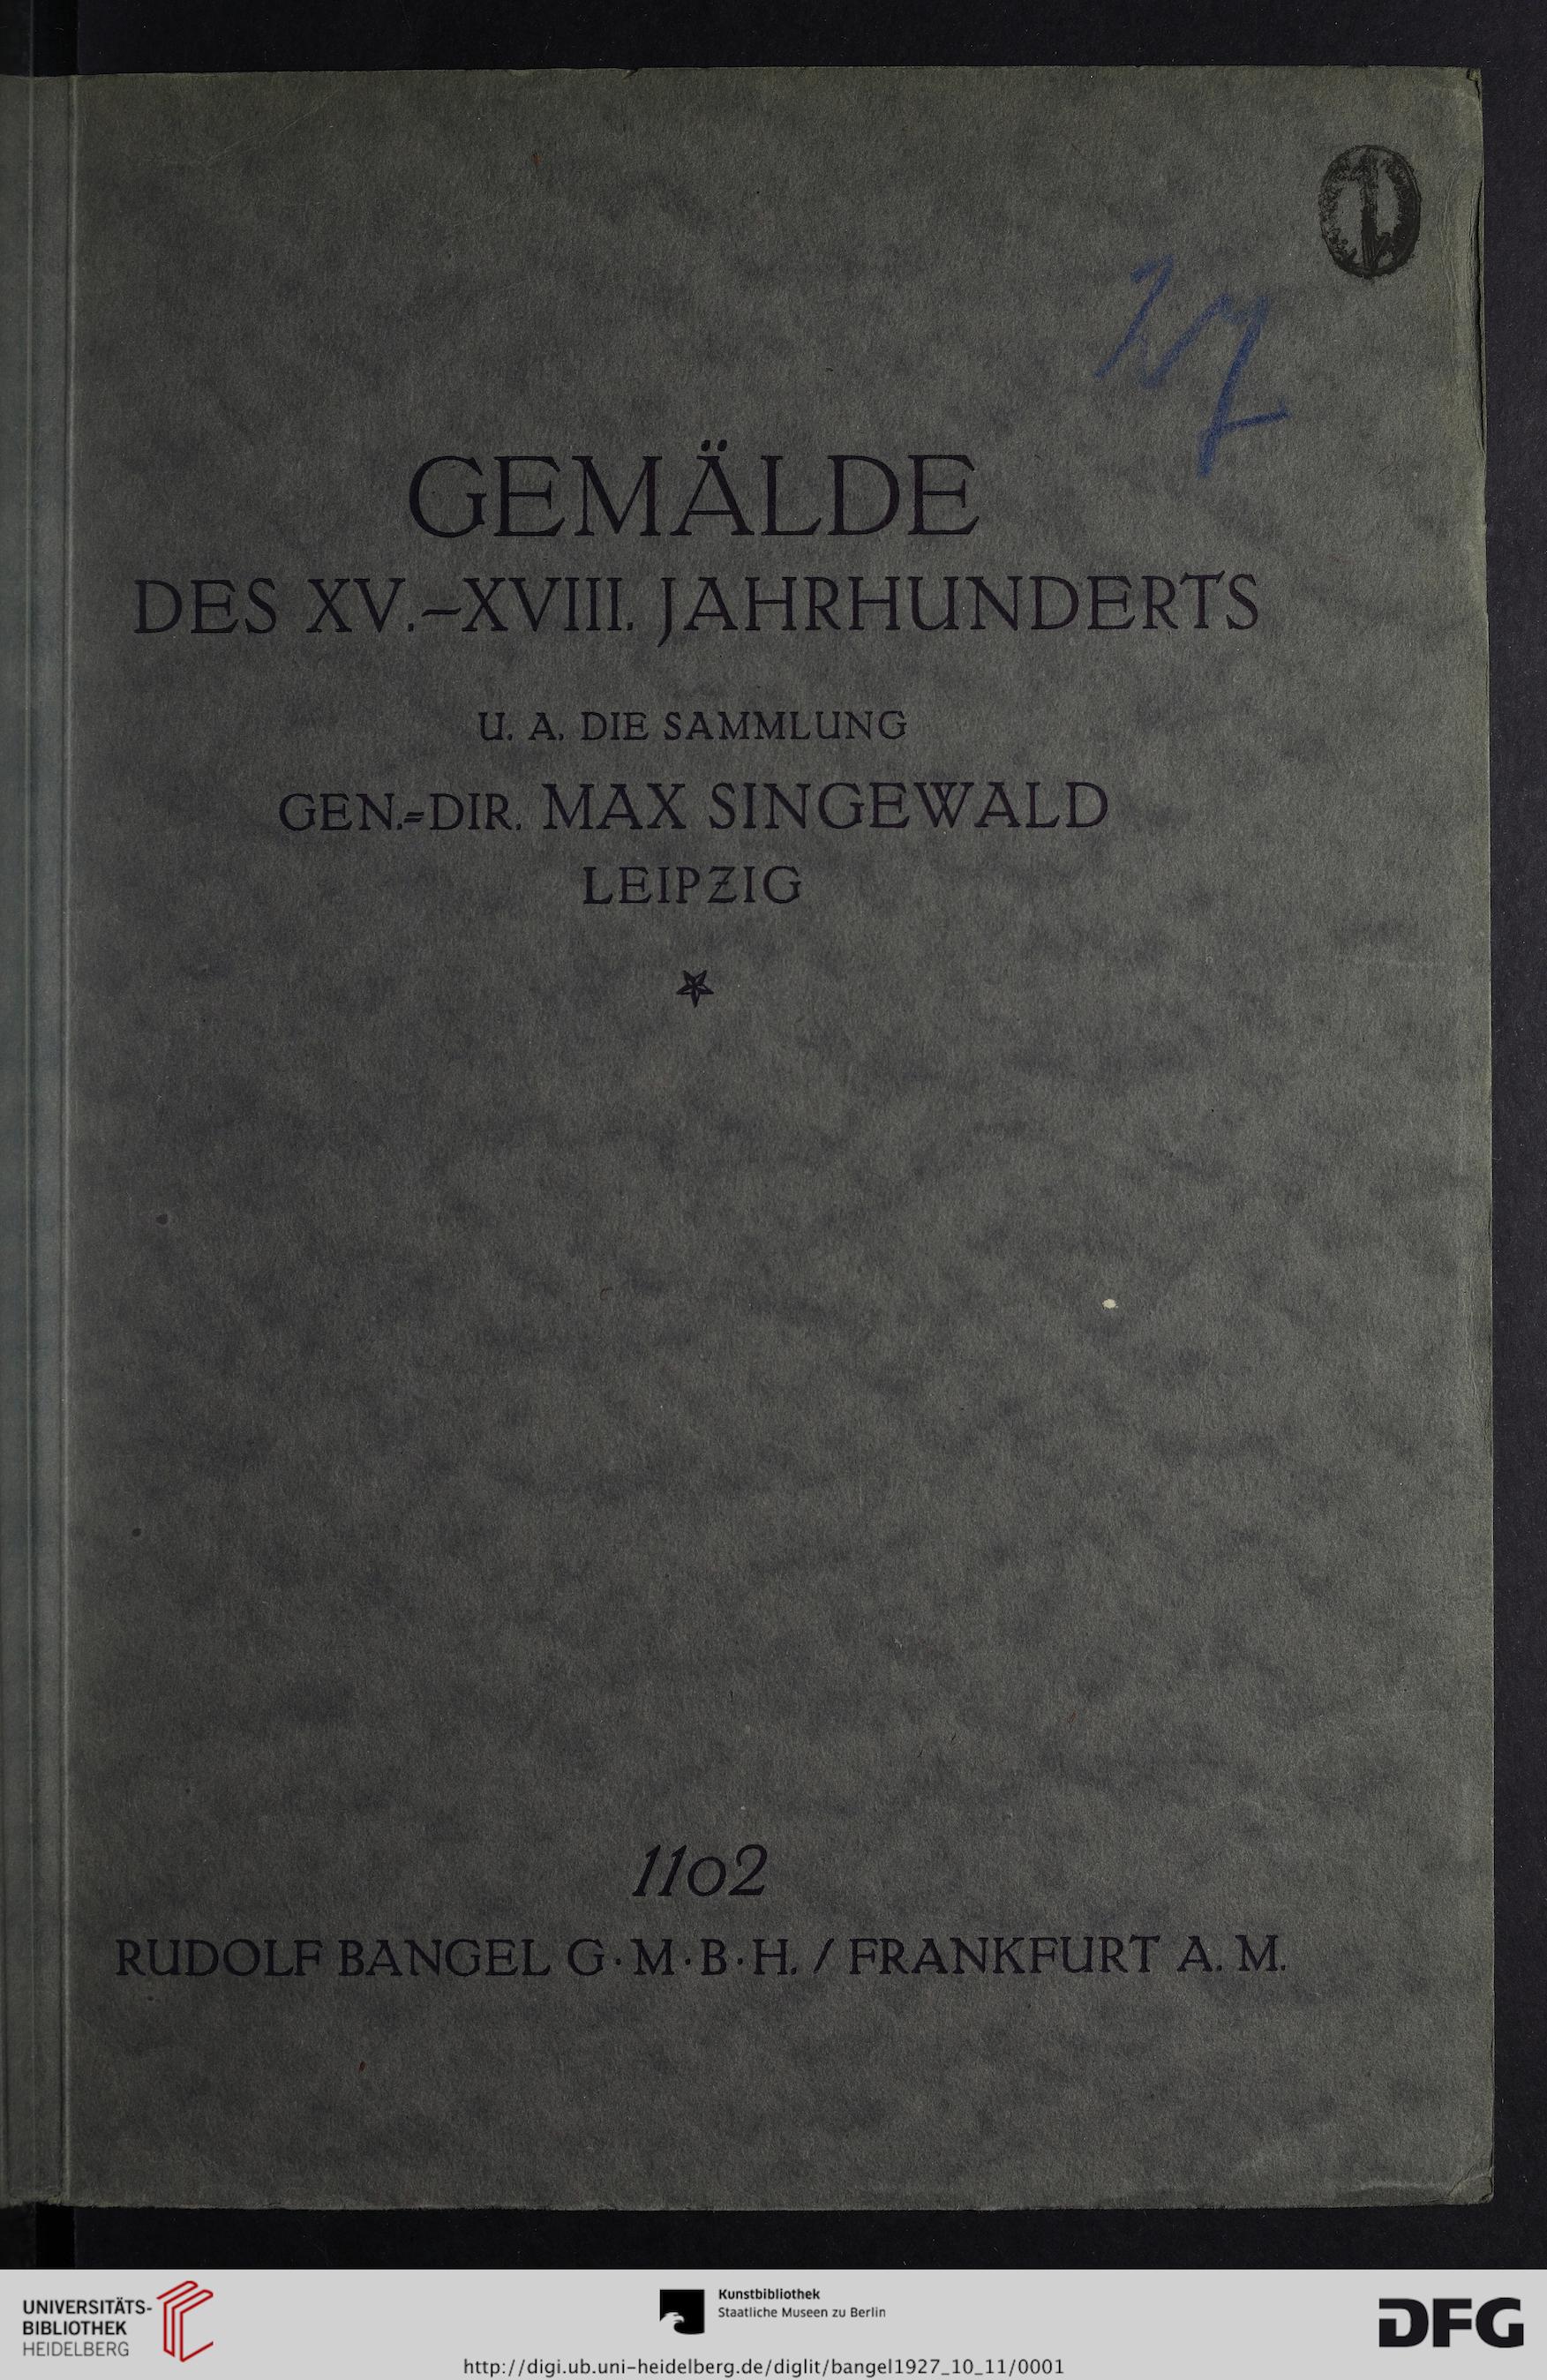 GEMÄLDE
DES XV.–XVIII. JAHRHUNDERTS
U. A. DIE SAMMLUNG
GEN.=DIR. MAX SINGEWALD
LEIPZIG
1102
RUDOLF BANGEL G·M·B·H. / FRANKFURT A. M.
UNIVERSITÄTS-
BIBLIOTHEK
HEIDELBERG
Kunstbibliothek
Staatliche Museen zu Berlin
DFG
http://digi.ub.uni-heidelberg.de/diglit/bangel1927_10_11/0001